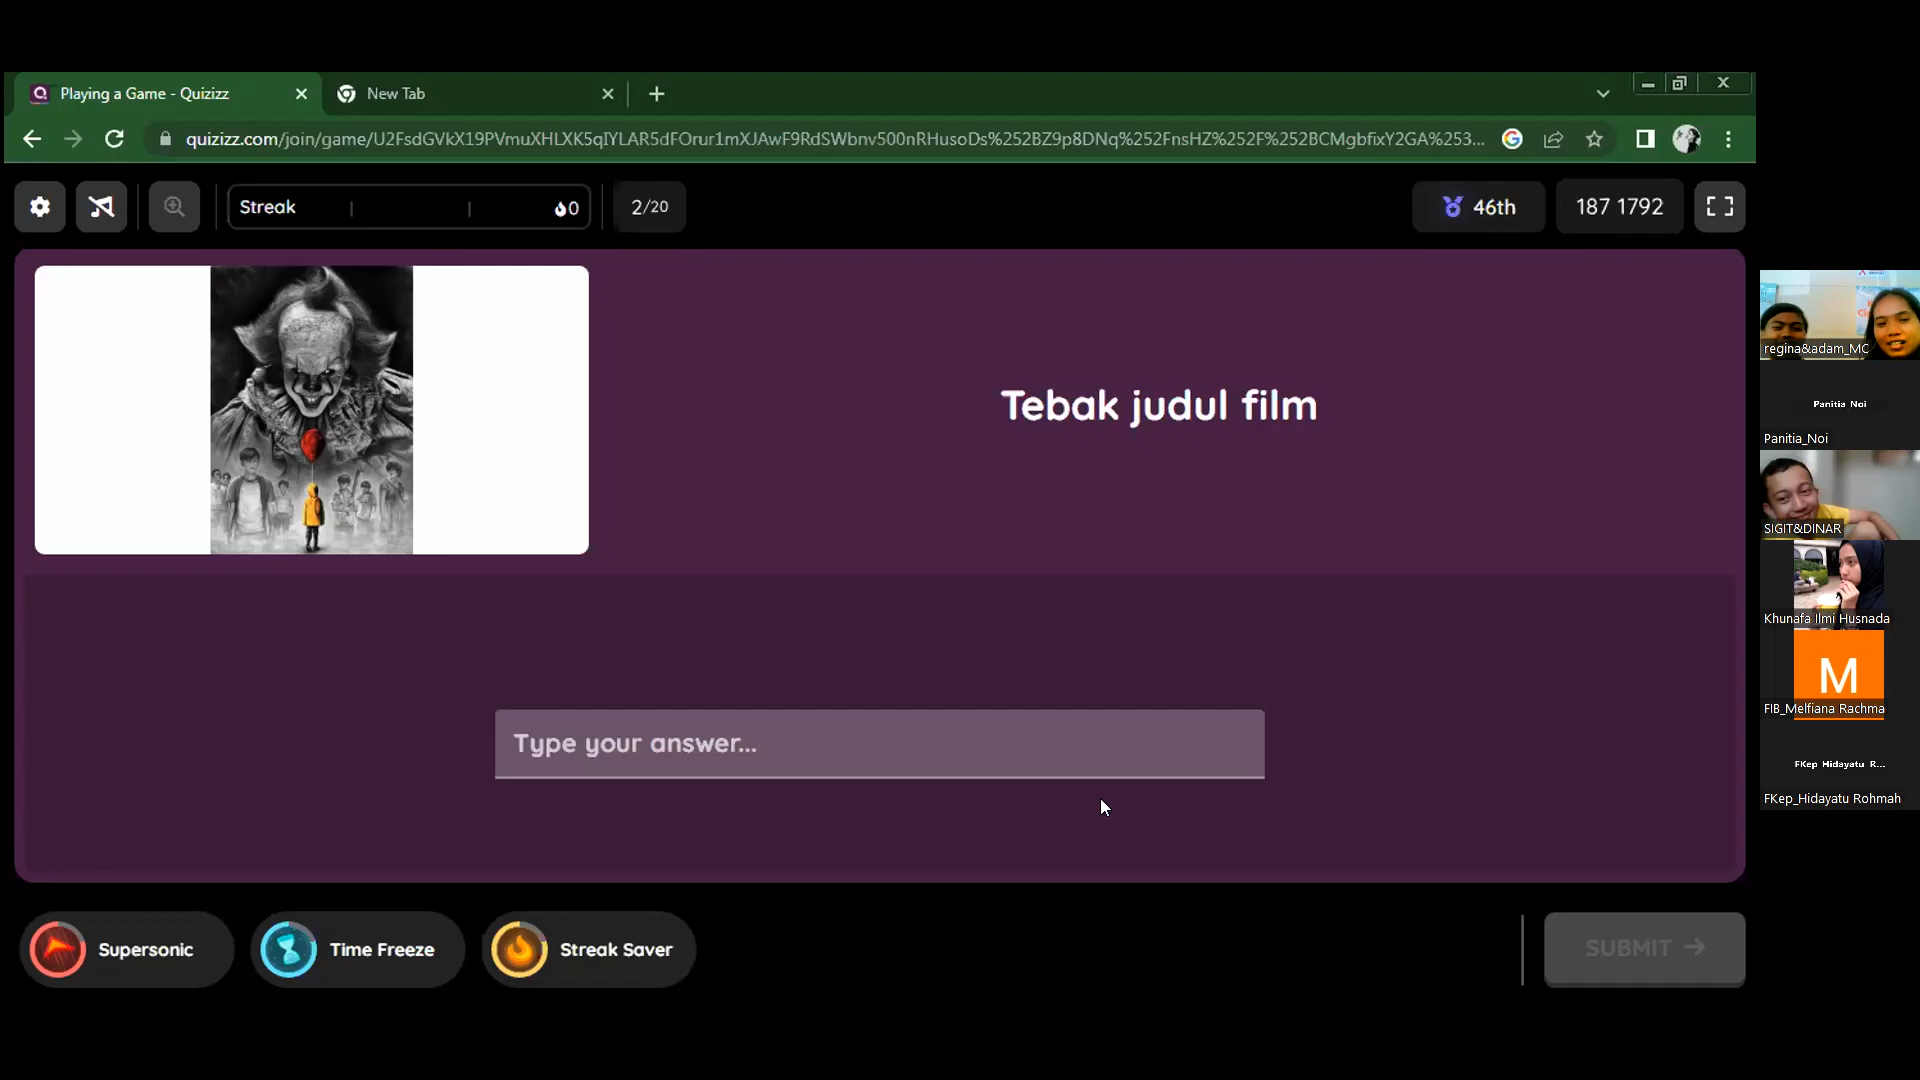 Playing a Game - Quizizz
New Tab
quizizz.com/join/game/U2FsdGVkX19PVmuXHLXK5qIYLAR5dFOrur1mXJAwF9RdSWbnv500nRHusoDs%252BZ9p8DNq%252FnsHZ%252F%252BCMgbfixY2GA%253...
Streak
0
2/20
46th
187 1792
Tebak judul film
Type your answer...
Supersonic
Time Freeze
Streak Saver
SUBMIT
regina&adam_MC
Panitia Noi
Panitia_Noi
SIGIT&DINAR
Khunafa Ilmi Husnada
M
FIB_Melfiana Rachma
FKep Hidayatu R...
FKep_Hidayatu Rohmah